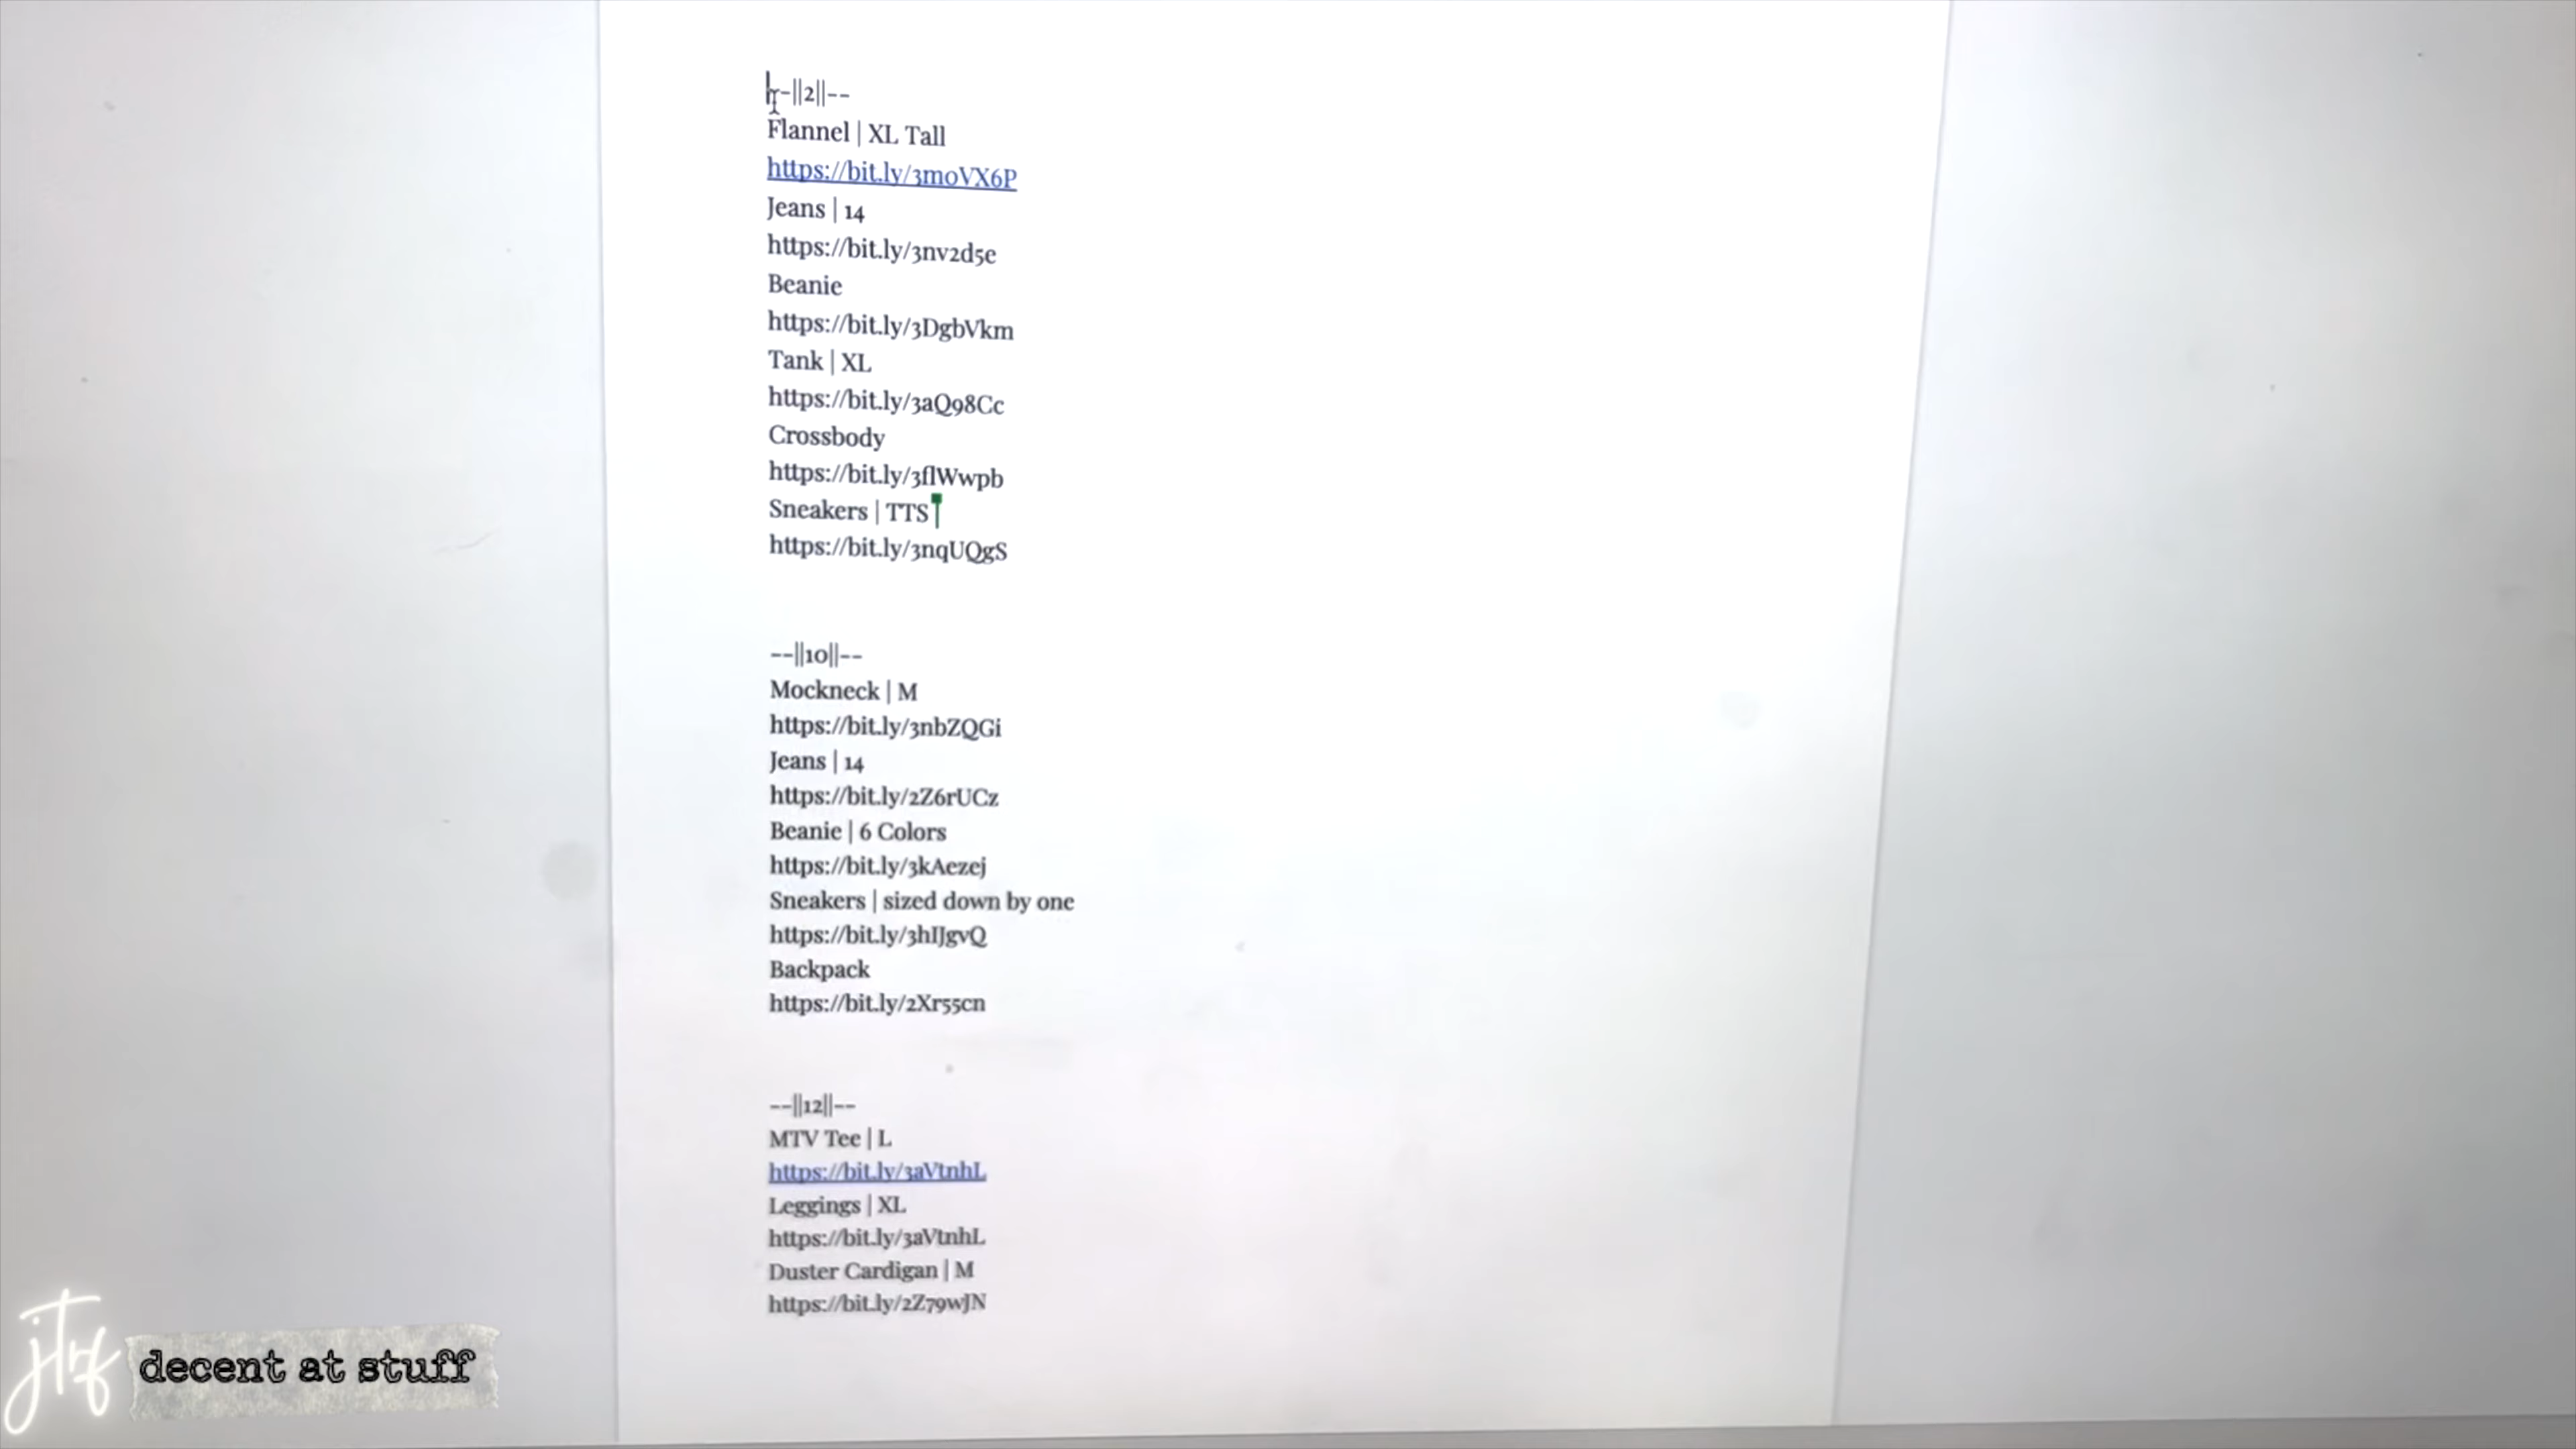 --||2||--
Flannel | XL Tall
https://bit.ly/3moVX6P
Jeans | 14
https://bit.ly/3nv2d5e
Beanie
https://bit.ly/3DgbVkm
Tank | XL
https://bit.ly/3aQ98Cc
Crossbody
https://bit.ly/3flWwpb
Sneakers | TTS
https://bit.ly/3nqUQgS
--||10||--
Mockneck | M
https://bit.ly/3nbZQGi
Jeans | 14
https://bit.ly/2Z6rUCz
Beanie | 6 Colors
https://bit.ly/3kAezej
Sneakers | sized down by one
https://bit.ly/3hIJgvQ
Backpack
https://bit.ly/2Xr55cn
--||12||--
MTV Tee | L
https://bit.ly/3aVtnhL
Leggings | XL
https://bit.ly/3aVtnhL
Duster Cardigan | M
https://bit.ly/2Z79wJN
decent at stuff